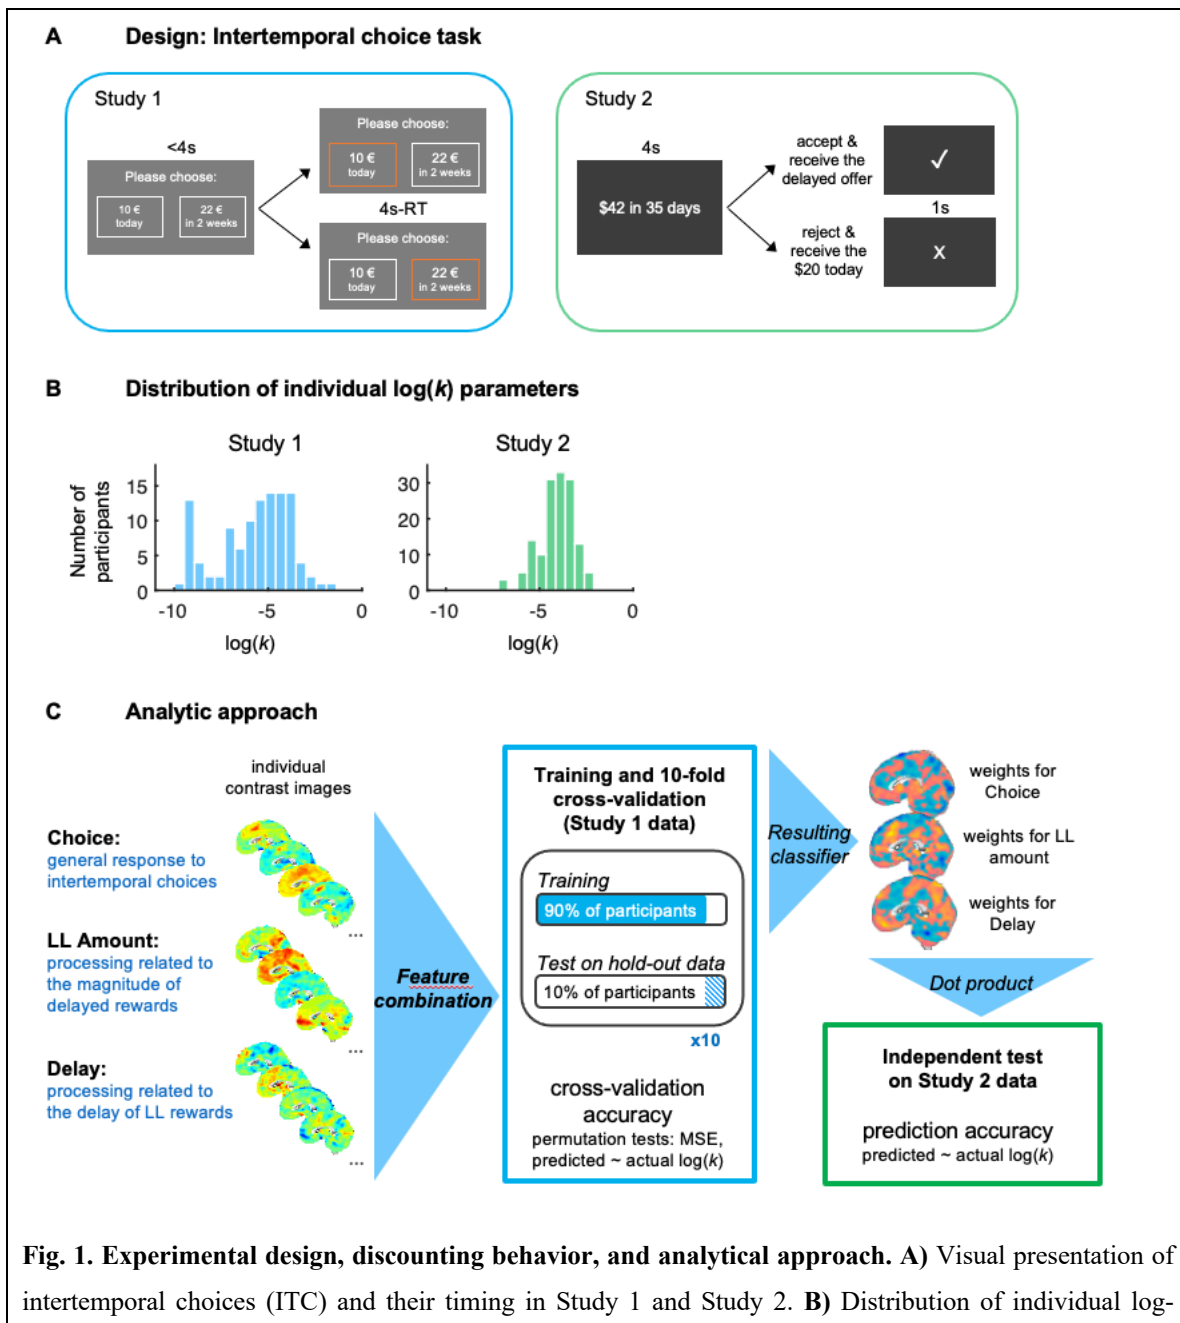 A Design: Intertemporal choice task
Study 1
<4s
Please choose:
10 €
today
22 €
in 2 weeks
Please choose:
10 €
today
22 €
in 2 weeks
4s-RT
Please choose:
10 €
today
22 €
in 2 weeks
Study 2
4s
$42 in 35 days
accept &
receive the
delayed offer
✓
1s
reject &
receive the
$20 today
X
B Distribution of individual log(k) parameters
Study 1
Number of
participants
15
10
5
0
-10 -5 0
log(k)
Study 2
30
20
10
0
-10 -5 0
log(k)
C Analytic approach
individual
contrast images
Choice:
general response to
intertemporal choices
...
LL Amount:
processing related to
the magnitude of
delayed rewards
...
Delay:
processing related to
the delay of LL rewards
...
Feature
combination
Training and 10-fold
cross-validation
(Study 1 data)
Training
90% of participants
Test on hold-out data
10% of participants
x10
cross-validation
accuracy
permutation tests: MSE,
predicted ~ actual log(k)
Resulting
classifier
weights for
Choice
weights for LL
amount
weights for
Delay
Dot product
Independent test
on Study 2 data
prediction accuracy
predicted ~ actual log(k)
Fig. 1. Experimental design, discounting behavior, and analytical approach. A) Visual presentation of
intertemporal choices (ITC) and their timing in Study 1 and Study 2. B) Distribution of individual log-